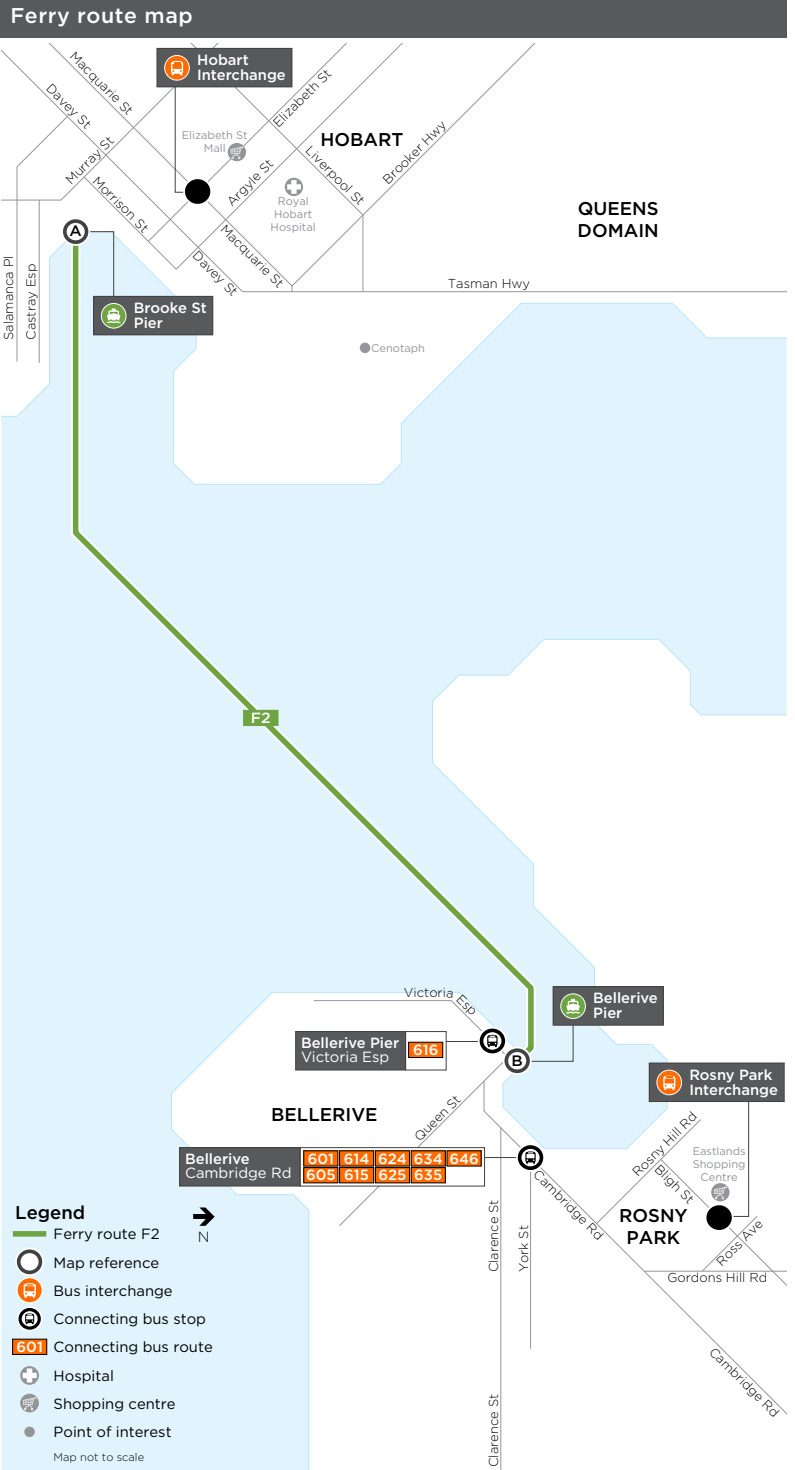 Ferry route map
Hobart
Interchange
Macquarie St
Davey St
Elizabeth St
Elizabeth St
Mall
HOBART
Brooker Hwy
Murray St
Liverpool St
Argyle St
Morrison St
Royal
Hobart
Hospital
QUEENS
DOMAIN
A
Macquarie St
Davey St
Salamanca Pl
Castray Esp
Tasman Hwy
Brooke St
Pier
Cenotaph
F2
Victoria Esp
Bellerive
Pier
Bellerive Pier
Victoria Esp
616
B
Rosny Park
Interchange
BELLERIVE
Queen St
Rosny Hill Rd
Bellerive
Cambridge Rd
601 614 624 634 646
605 615 625 635
Eastlands
Shopping
Centre
Bligh St
Cambridge Rd
ROSNY
PARK
Ross Ave
Clarence St
York St
Gordons Hill Rd
Cambridge Rd
Clarence St
Legend
Ferry route F2
N
Map reference
Bus interchange
Connecting bus stop
601 Connecting bus route
Hospital
Shopping centre
Point of interest
Map not to scale